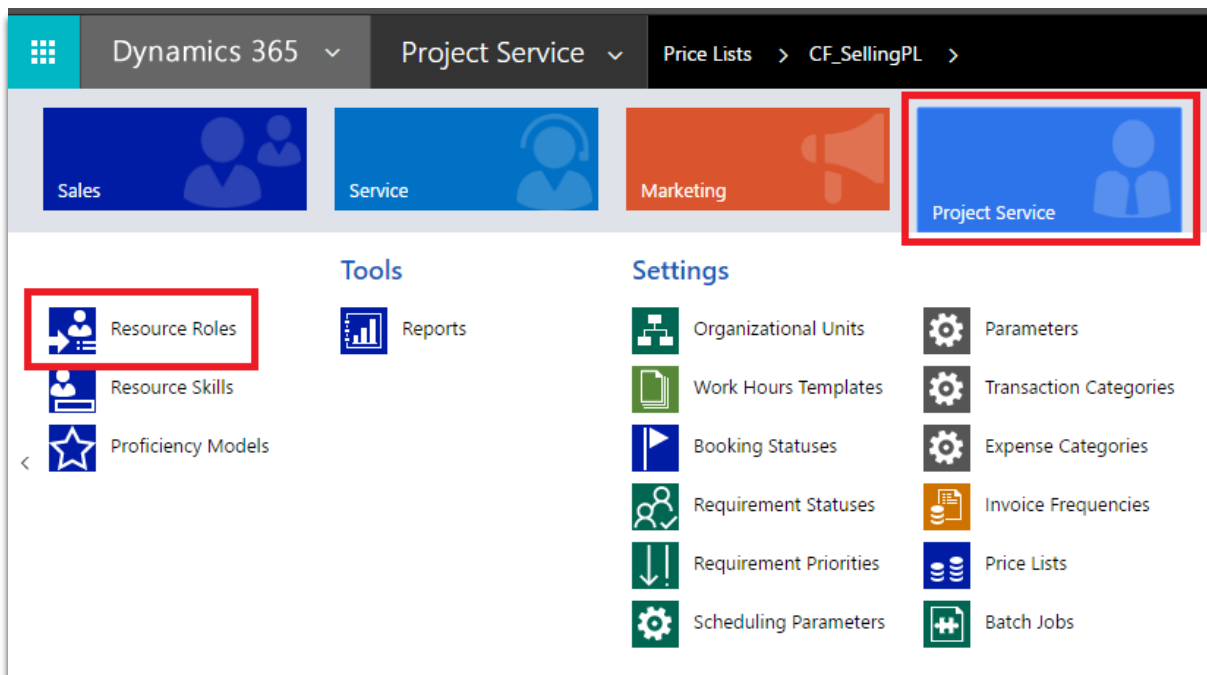 Dynamics 365
Project Service
Price Lists > CF_SellingPL >
Sales
Service
Marketing
Project Service
Tools
Settings
Resource Roles
Resource Skills
Proficiency Models
Reports
Organizational Units
Work Hours Templates
Booking Statuses
Requirement Statuses
Requirement Priorities
Scheduling Parameters
Parameters
Transaction Categories
Expense Categories
Invoice Frequencies
Price Lists
Batch Jobs